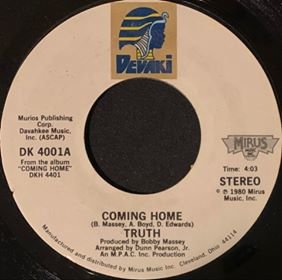 DEVAKI
Murios Publishing
Corp.
Davahkee Music,
Inc. (ASCAP)
DK 4001A
From the album
"COMING HOME"
DKH 4401
MIRUS
MUSIC INC
Time: 4:03
STEREO
℗ © 1980 Mirus
Music, Inc.
COMING HOME
(B. Massey, A. Boyd, D. Edwards)
TRUTH
Produced by Bobby Massey
Arranged by Dunn Pearson, Jr.
An M.P.A.C. Inc. Production
Manufactured and distributed by Mirus Music, Inc., Cleveland, Ohio 44114